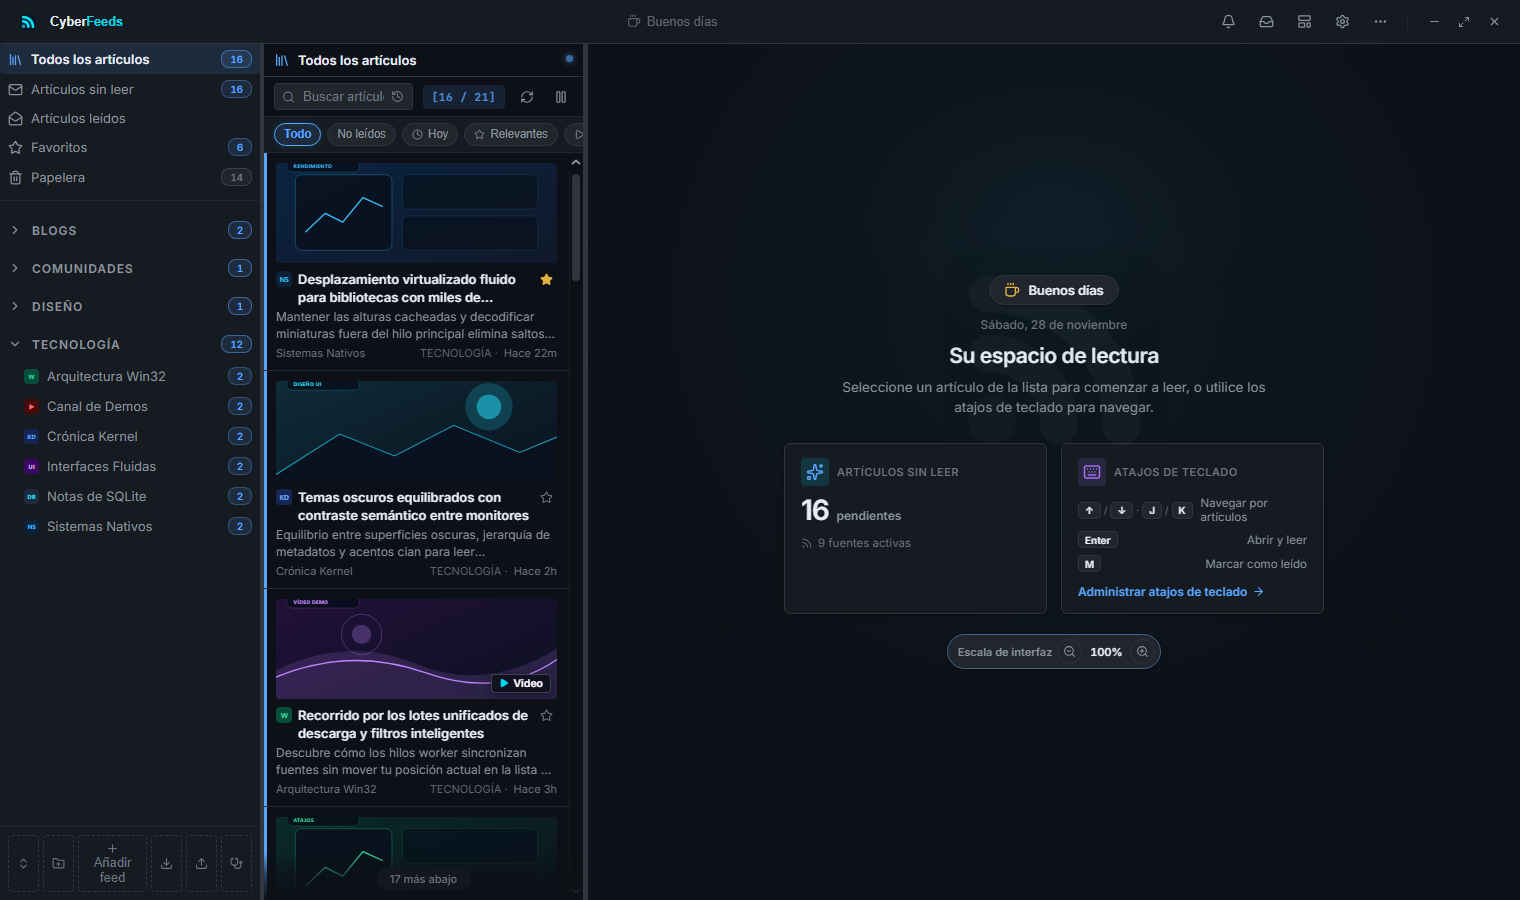 CyberFeeds
Buenos días
Todos los artículos 16
Artículos sin leer 16
Artículos leídos
Favoritos 6
Papelera 14
BLOGS 2
COMUNIDADES 1
DISEÑO 1
TECNOLOGÍA 12
W Arquitectura Win32 2
Canal de Demos 2
KD Crónica Kernel 2
UI Interfaces Fluidas 2
DB Notas de SQLite 2
NS Sistemas Nativos 2
+
Añadir
feed
Todos los artículos
Buscar artícul [16 / 21]
Todo No leídos Hoy Relevantes
RENDIMIENTO
NS Desplazamiento virtualizado fluido
para bibliotecas con miles de...
Mantener las alturas cacheadas y decodificar
miniaturas fuera del hilo principal elimina saltos...
Sistemas Nativos TECNOLOGÍA · Hace 22m
DISEÑO UI
KD Temas oscuros equilibrados con
contraste semántico entre monitores
Equilibrio entre superficies oscuras, jerarquía de
metadatos y acentos cian para leer...
Crónica Kernel TECNOLOGÍA · Hace 2h
VÍDEO DEMO
Video
W Recorrido por los lotes unificados de
descarga y filtros inteligentes
Descubre cómo los hilos worker sincronizan
fuentes sin mover tu posición actual en la lista ...
Arquitectura Win32 TECNOLOGÍA · Hace 3h
ATAJOS
17 más abajo
Buenos días
Sábado, 28 de noviembre
Su espacio de lectura
Seleccione un artículo de la lista para comenzar a leer, o utilice los
atajos de teclado para navegar.
ARTÍCULOS SIN LEER
16 pendientes
9 fuentes activas
ATAJOS DE TECLADO
↑ / ↓ · J / K Navegar por
artículos
Enter Abrir y leer
M Marcar como leído
Administrar atajos de teclado →
Escala de interfaz 100%